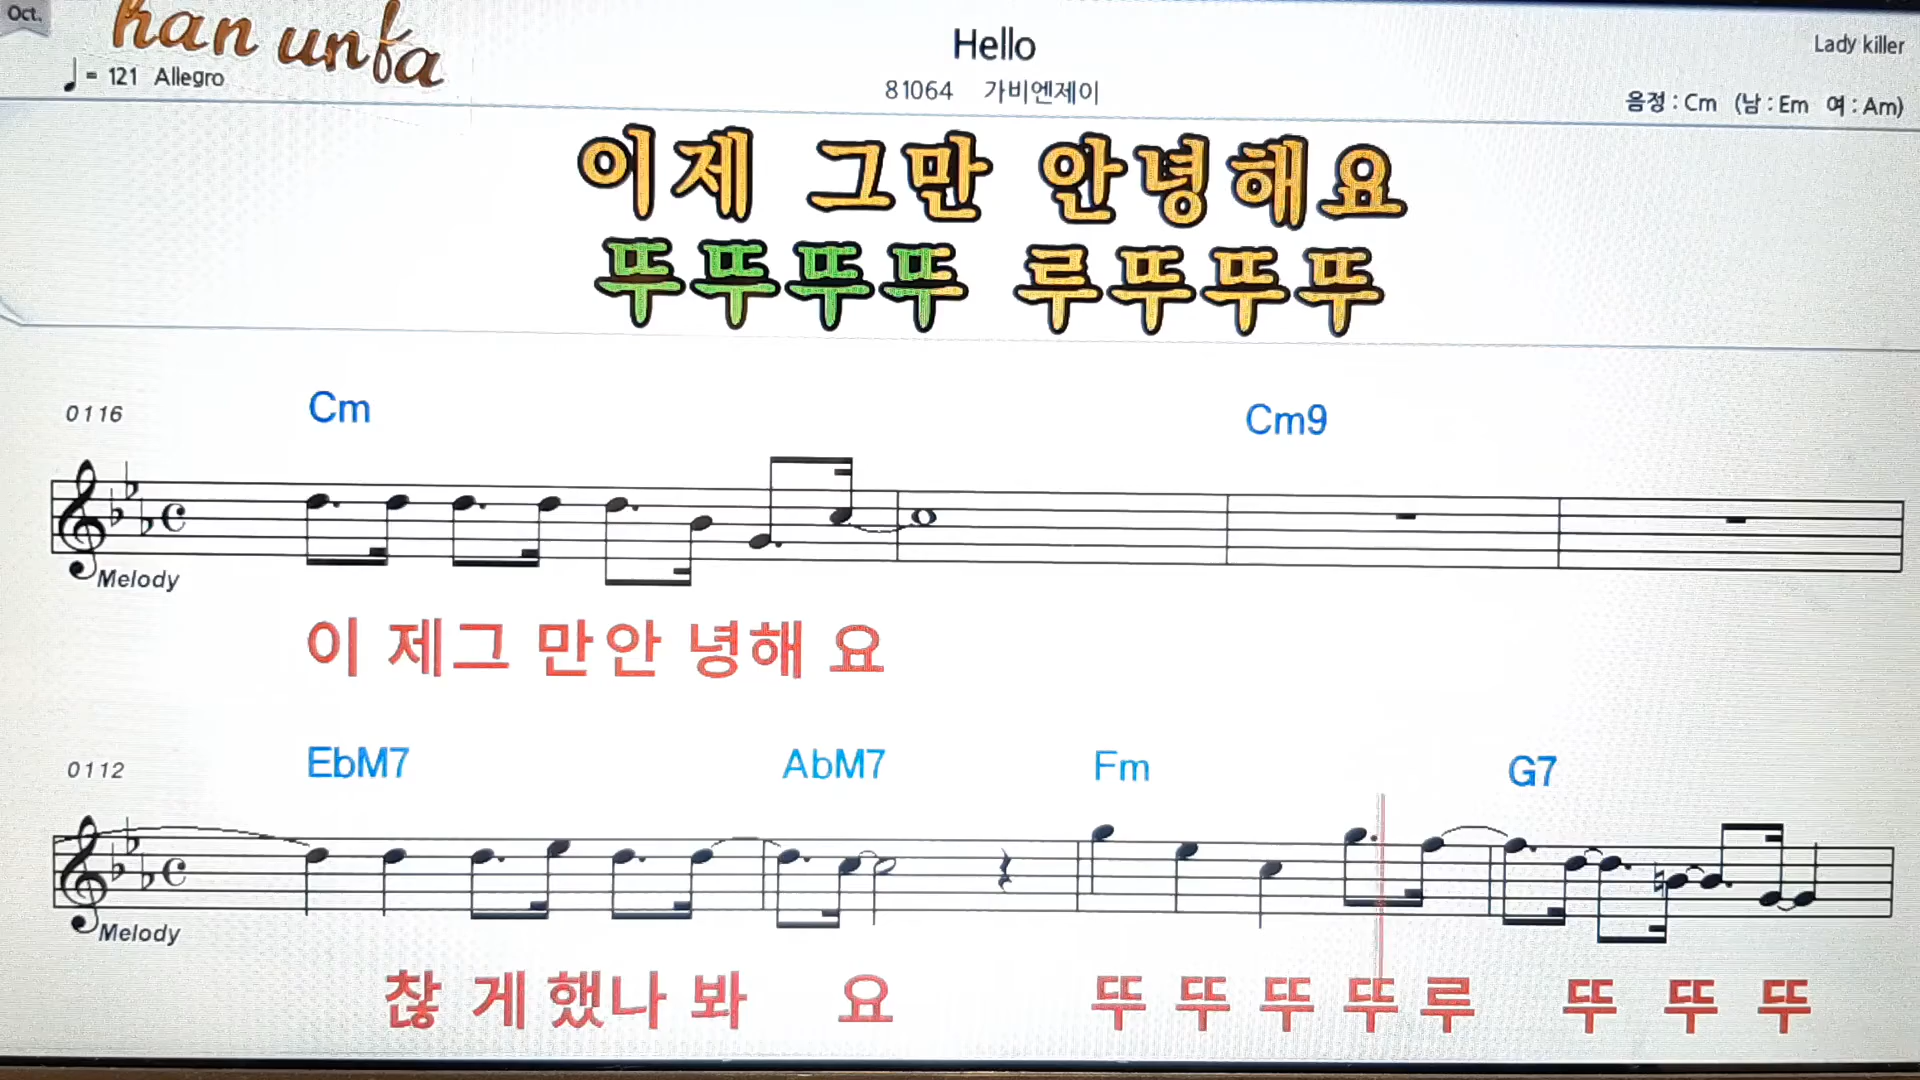 Oct.
han unfa
Hello
Lady killer
♩ = 121 Allegro
81064 가비엔제이
음정 : Cm (남 : Em 여 : Am)
이제 그만 안녕해요
뚜뚜뚜뚜 루뚜뚜뚜
0116
Cm Cm9
Melody
이 제그 만안 녕해 요
0112
EbM7 AbM7 Fm G7
Melody
찮 게 했나 봐 요 뚜 뚜 뚜 뚜루 뚜 뚜 뚜